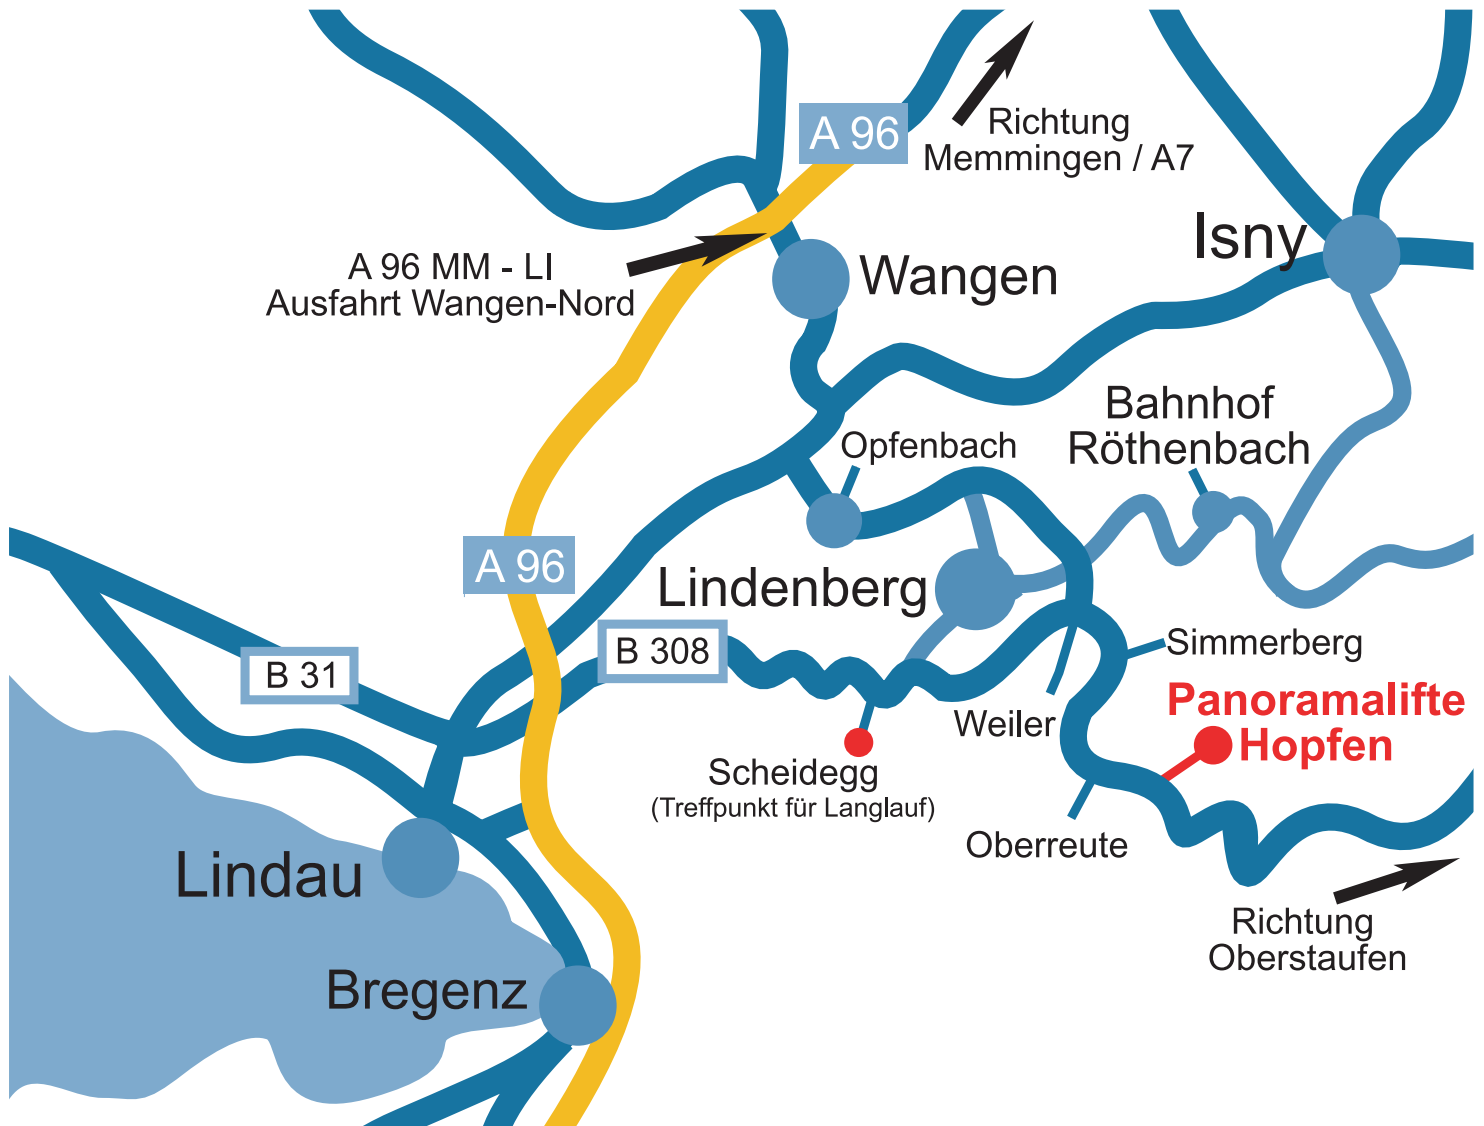 A 96
Richtung
Memmingen / A7
Isny
A 96 MM - LI
Ausfahrt Wangen-Nord
Wangen
Bahnhof
Röthenbach
Opfenbach
A 96
Lindenberg
B 308
B 31
Simmerberg
Panoramalifte
Hopfen
Weiler
Scheidegg
(Treffpunkt für Langlauf)
Oberreute
Lindau
Richtung
Oberstaufen
Bregenz